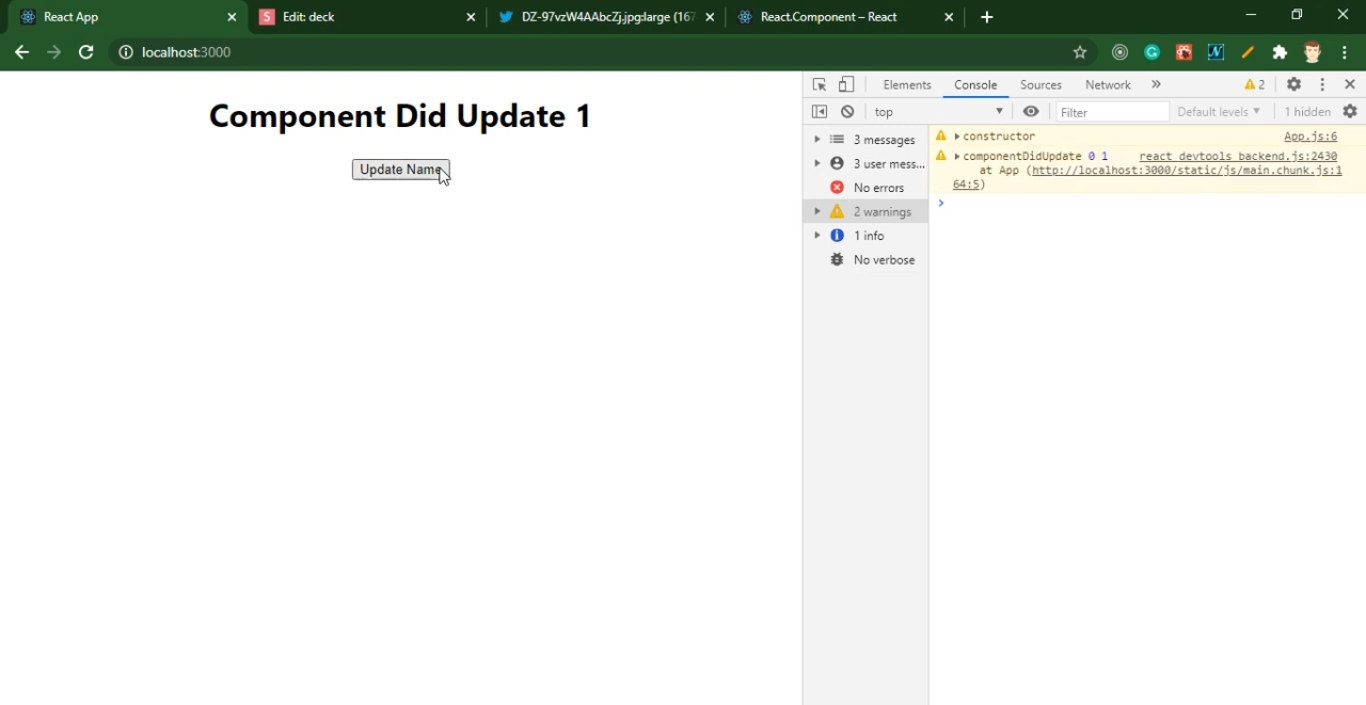 React App
Edit: deck
DZ-97vzW4AAbcZj.jpg:large (167
React.Component – React
localhost:3000
Component Did Update 1
Update Name
Elements Console Sources Network » 2
top Filter Default levels ▼ 1 hidden
3 messages
3 user mess...
No errors
2 warnings
1 info
No verbose
constructor App.js:6
componentDidUpdate 0 1 react_devtools_backend.js:2430
at App (http://localhost:3000/static/js/main.chunk.js:1
64:5)